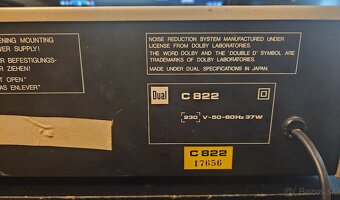 ENING MOUNTING
WER SUPPLY!
R BEFESTIGUNGS-
R ZIEHEN!
T OPEN"
AS ENLEVER"
NOISE REDUCTION SYSTEM MANUFACTURED UNDER
LICENSE FROM DOLBY LABORATORIES.
THE WORD DOLBY AND THE 'DOUBLE D' SYMBOL ARE
TRADEMARKS OF DOLBY LABORATORIES.
MADE UNDER DUAL SPECIFICATIONS IN JAPAN.
Dual
C 822
[230] V~50-60Hz 37W
C 822
17656